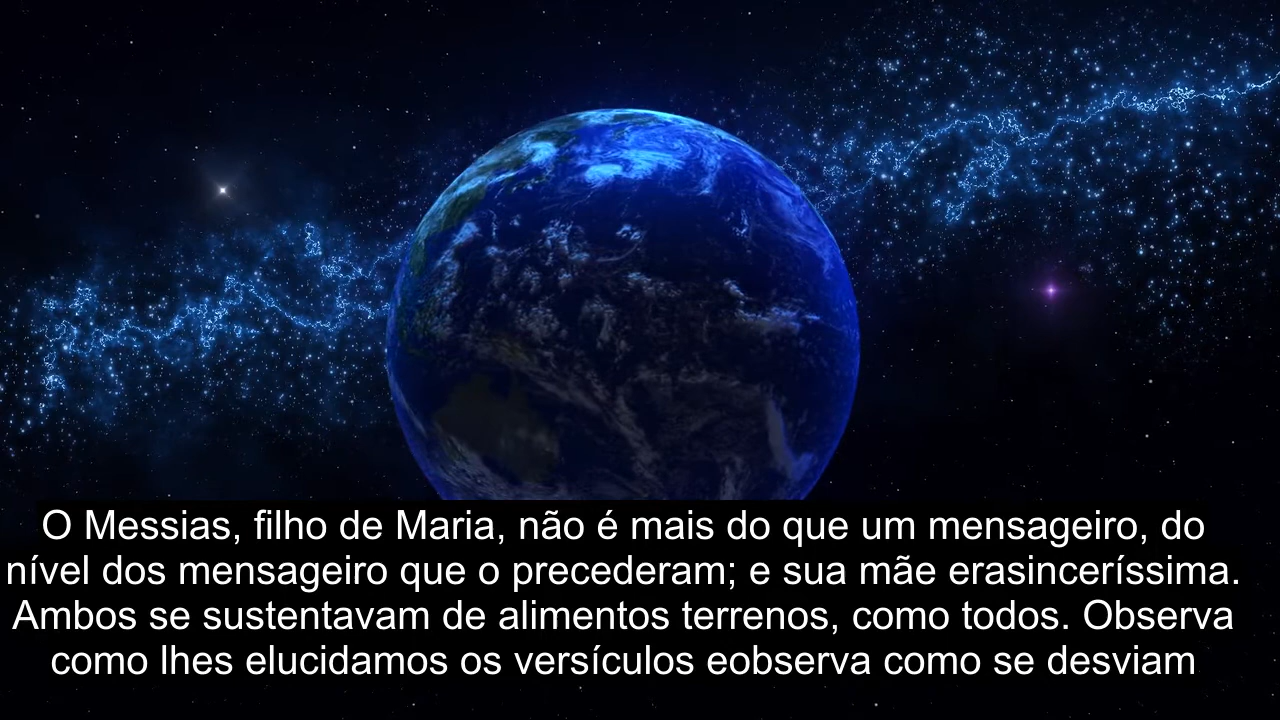 O Messias, filho de Maria, não é mais do que um mensageiro, do
nível dos mensageiro que o precederam; e sua mãe erasinceríssima.
Ambos se sustentavam de alimentos terrenos, como todos. Observa
como lhes elucidamos os versículos eobserva como se desviam